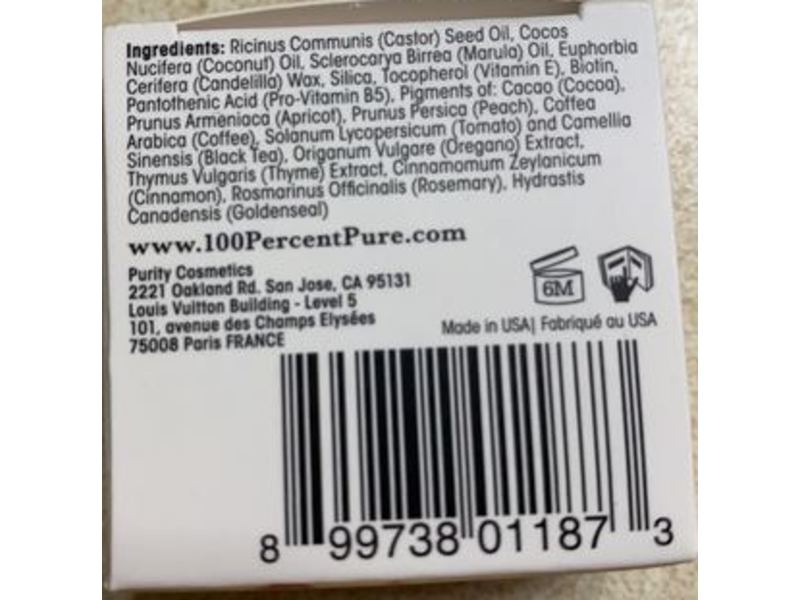 Ingredients: Ricinus Communis (Castor) Seed Oil, Cocos
Nucifera (Coconut) Oil, Sclerocarya Birrea (Marula) Oil, Euphorbia
Cerifera (Candelilla) Wax, Silica, Tocopherol (Vitamin E), Biotin,
Pantothenic Acid (Pro-Vitamin B5), Pigments of: Cacao (Cocoa),
Prunus Armeniaca (Apricot), Prunus Persica (Peach), Coffea
Arabica (Coffee), Solanum Lycopersicum (Tomato) and Camellia
Sinensis (Black Tea), Origanum Vulgare (Oregano) Extract,
Thymus Vulgaris (Thyme) Extract, Cinnamomum Zeylanicum
(Cinnamon), Rosmarinus Officinalis (Rosemary), Hydrastis
Canadensis (Goldenseal)
www.100PercentPure.com
Purity Cosmetics
2221 Oakland Rd. San Jose, CA 95131
Louis Vuitton Building - Level 5
101, avenue des Champs Elysées
75008 Paris FRANCE
6M
Made in USA| Fabriqué au USA
8 99738 01187 3